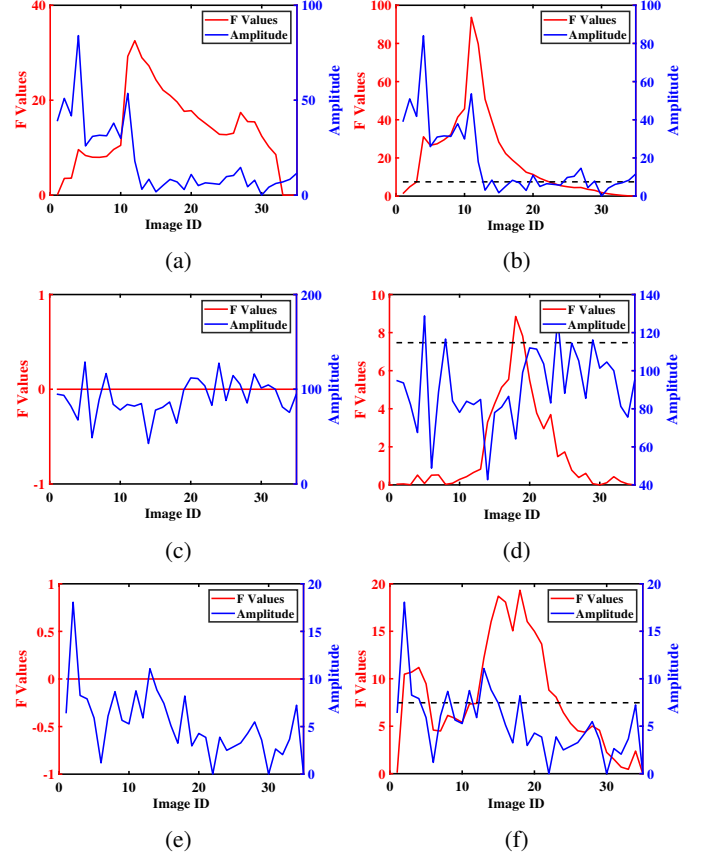 40
20
0
F Values
100
50
0
Amplitude
F Values
Amplitude
0 10 20 30
Image ID
(a)
100
80
60
40
20
0
F Values
100
80
60
40
20
0
Amplitude
F Values
Amplitude
0 10 20 30
Image ID
(b)
1
0
-1
F Values
200
100
0
Amplitude
F Values
Amplitude
0 10 20 30
Image ID
(c)
10
8
6
4
2
0
F Values
140
120
100
80
60
40
Amplitude
F Values
Amplitude
0 10 20 30
Image ID
(d)
1
0.5
0
-0.5
-1
F Values
20
15
10
5
0
Amplitude
F Values
Amplitude
0 10 20 30
Image ID
(e)
20
15
10
5
0
F Values
20
15
10
5
0
Amplitude
F Values
Amplitude
0 10 20 30
Image ID
(f)